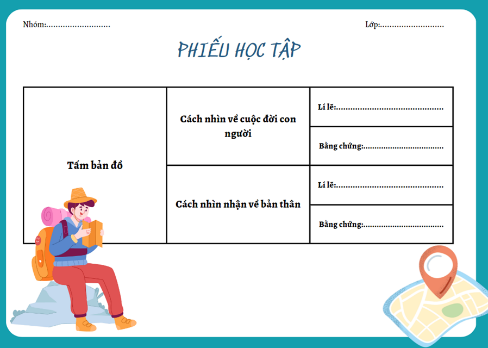 Nhóm:............................
Lớp:...........................
PHIẾU HỌC TẬP
Tấm bản đồ
Cách nhìn về cuộc đời con
người
Lí lẽ:............................................
Bằng chứng:.................................
Cách nhìn nhận về bản thân
Lí lẽ:............................................
Bằng chứng:.................................